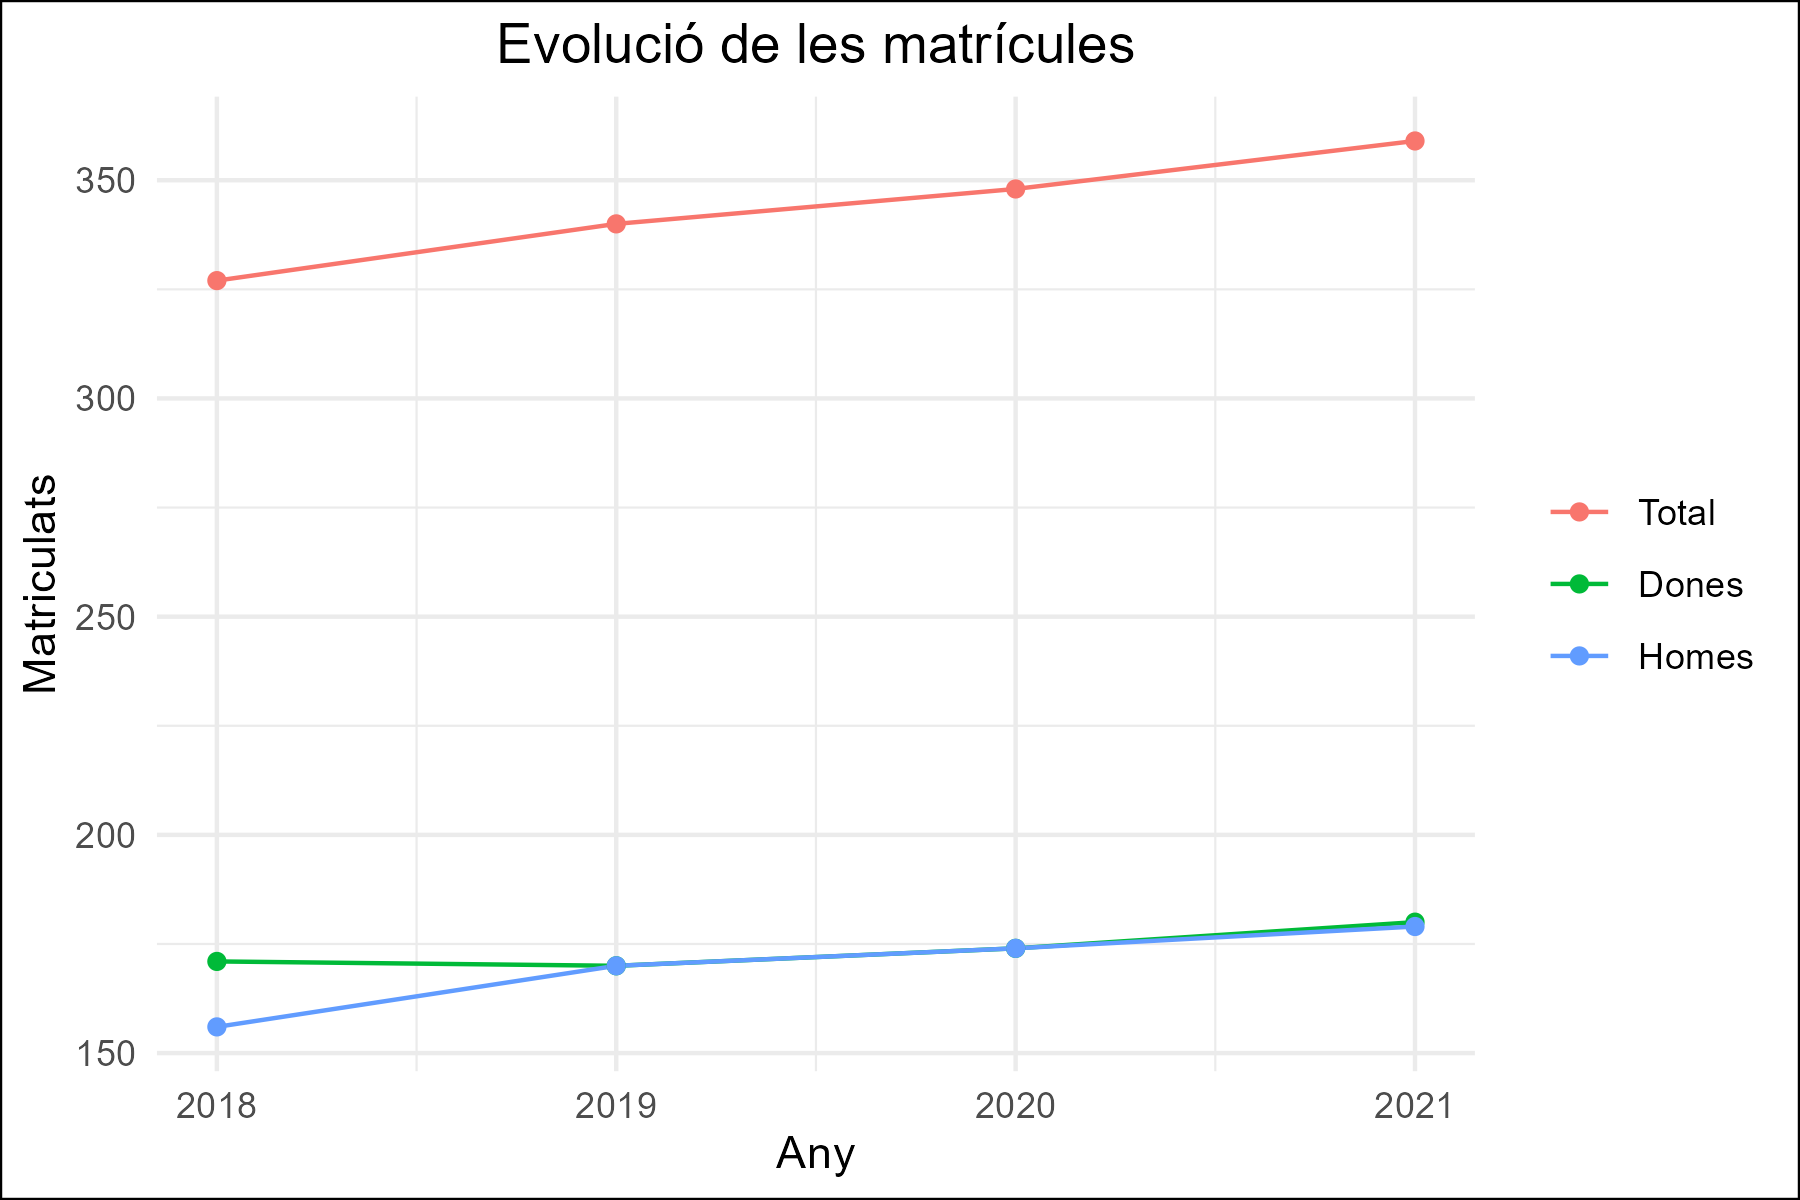 Evolució de les matrícules
Matriculats
350
300
250
200
150
2018 2019 2020 2021
Any
Total
Dones
Homes